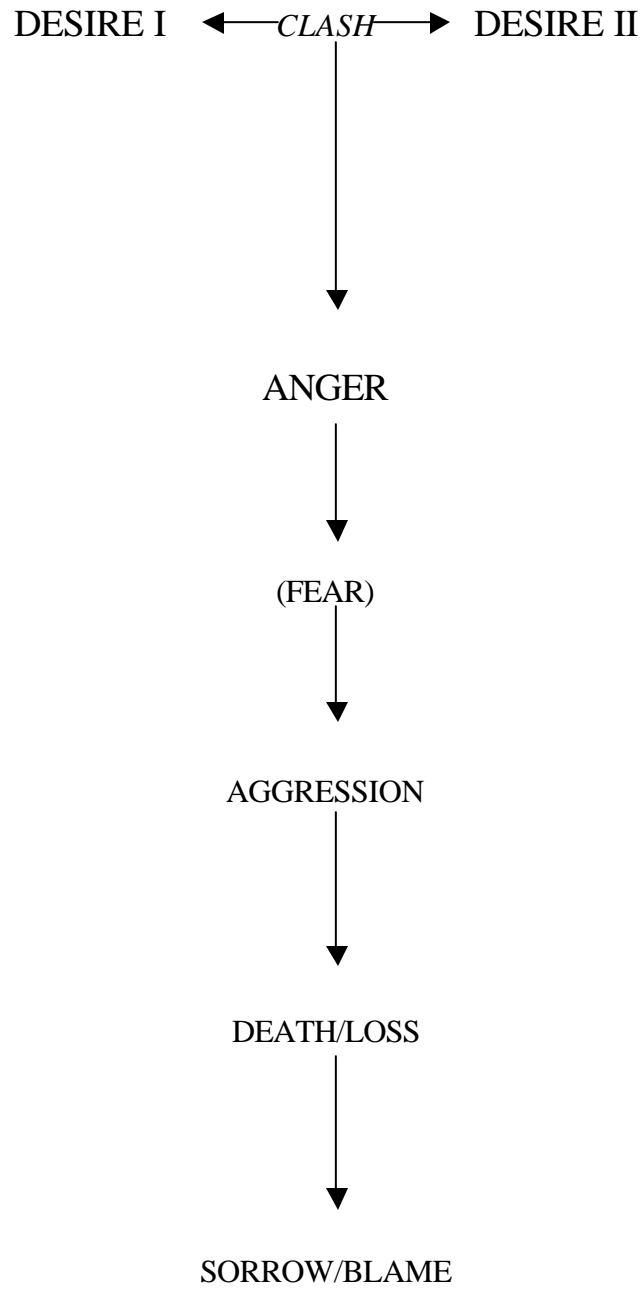 DESIRE I CLASH DESIRE II
ANGER
(FEAR)
AGGRESSION
DEATH/LOSS
SORROW/BLAME